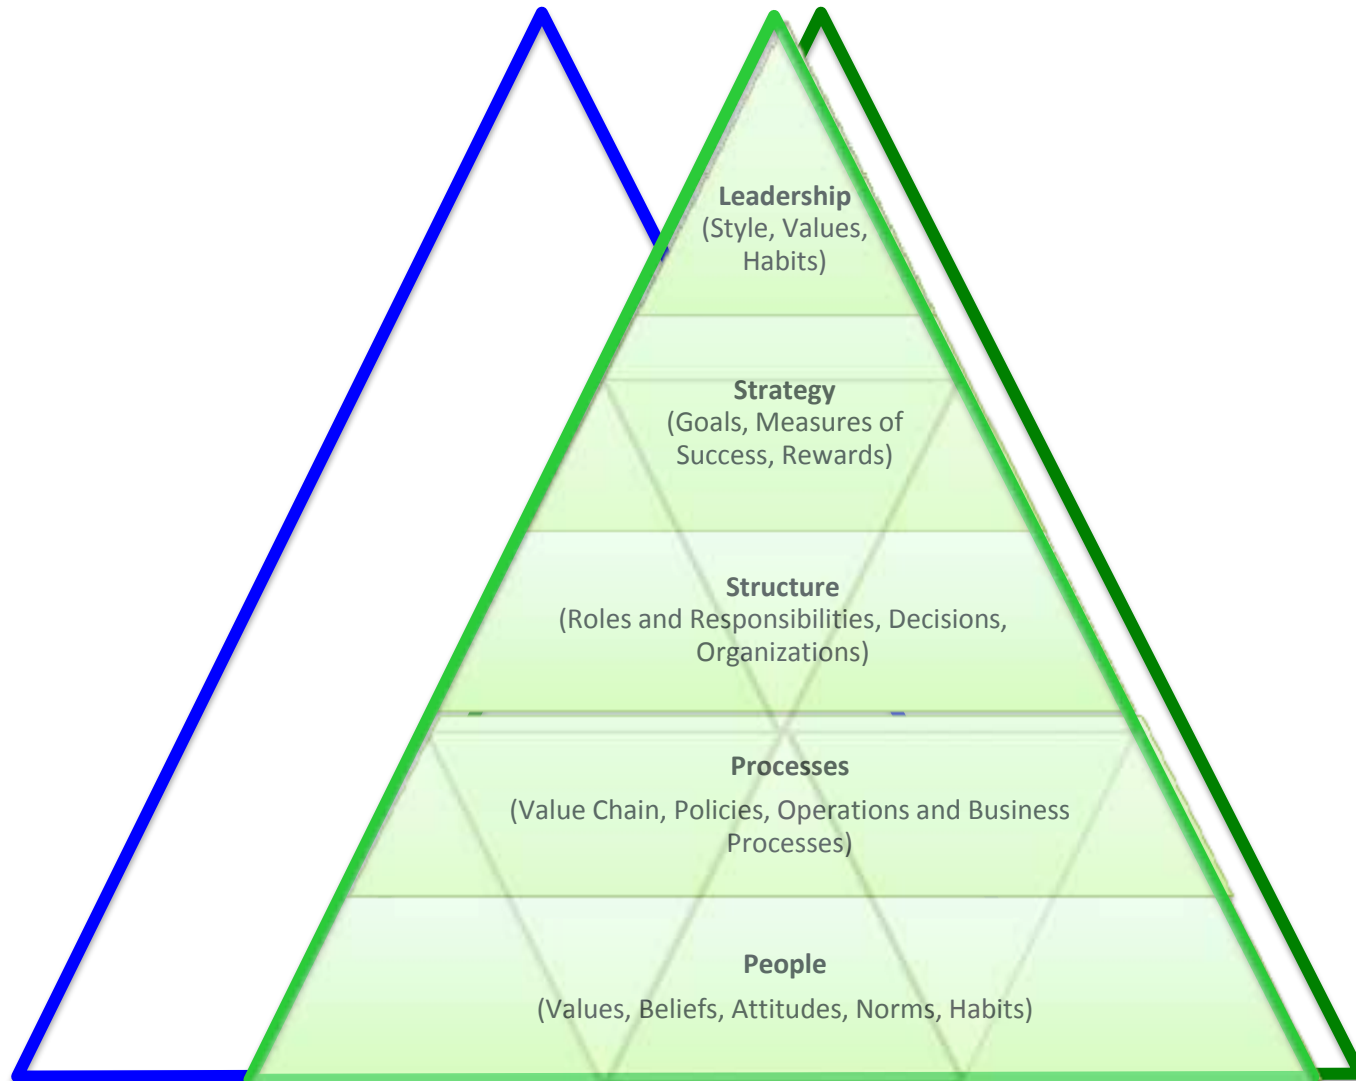 Leadership
(Style, Values,
Habits)
Strategy
(Goals, Measures of
Success, Rewards)
Structure
(Roles and Responsibilities, Decisions,
Organizations)
Processes
(Value Chain, Policies, Operations and Business
Processes)
People
(Values, Beliefs, Attitudes, Norms, Habits)